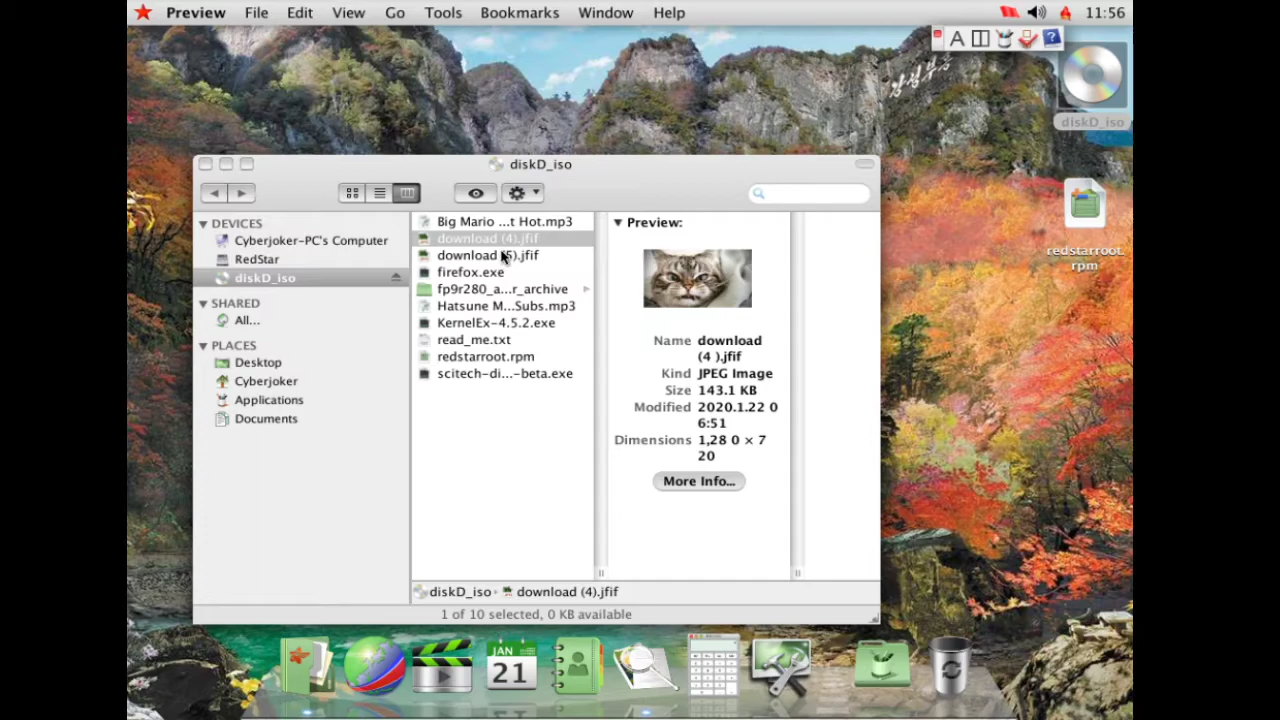 Preview File Edit View Go Tools Bookmarks Window Help 11:56
A ?
diskD_iso
diskD_iso
redstarroot.
rpm
DEVICES
Cyberjoker-PC's Computer
RedStar
diskD_iso
SHARED
All...
PLACES
Desktop
Cyberjoker
Applications
Documents
Big Mario ...t Hot.mp3
download (4).jfif
download (5).jfif
firefox.exe
fp9r280_a...r_archive
Hatsune M...Subs.mp3
KernelEx-4.5.2.exe
read_me.txt
redstarroot.rpm
scitech-di...-beta.exe
Preview:
Name download
(4 ).jfif
Kind JPEG Image
Size 143.1 KB
Modified 2020.1.22 0
6:51
Dimensions 1,28 0 × 7
20
More Info...
diskD_iso download (4).jfif
1 of 10 selected, 0 KB available
JAN
21